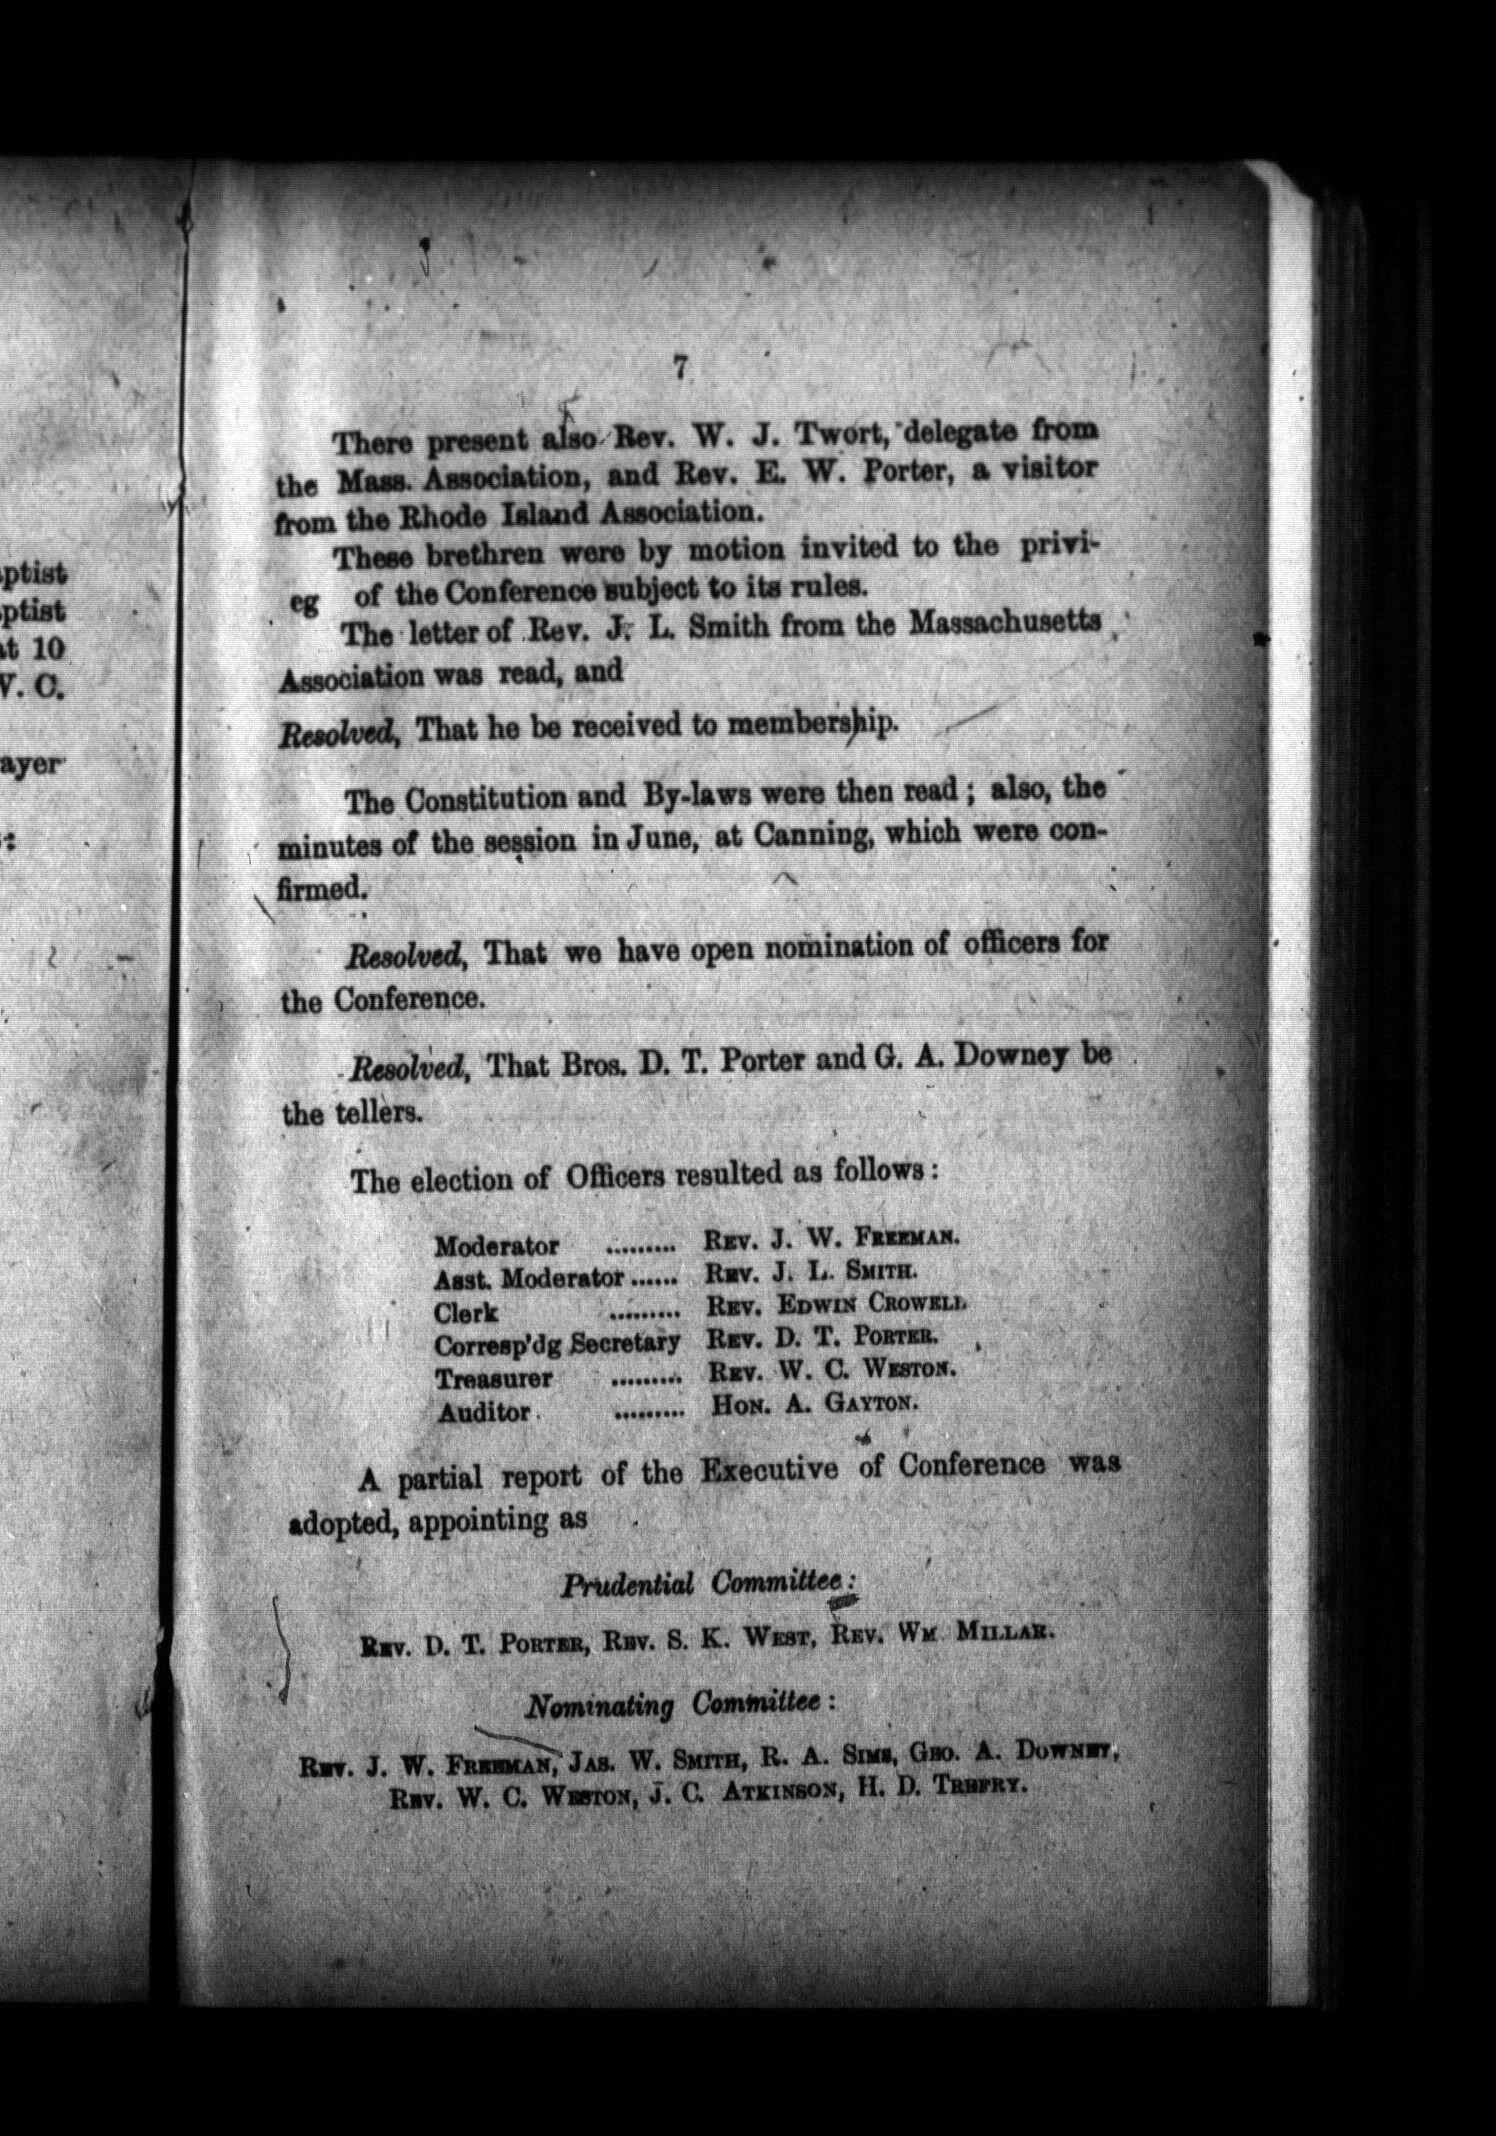 ptist
ptist
at 10
V. C.
ayer
:
7
There present also Rev. W. J. Twort, delegate from
the Mass. Association, and Rev. E. W. Porter, a visitor
from the Rhode Island Association.
These brethren were by motion invited to the privi-
eg of the Conference subject to its rules.
The letter of Rev. J. L. Smith from the Massachusetts
Association was read, and
Resolved, That he be received to membership.
The Constitution and By-laws were then read ; also, the
minutes of the session in June, at Canning, which were con-
firmed.
Resolved, That we have open nomination of officers for
the Conference.
Resolved, That Bros. D. T. Porter and G. A. Downey be
the tellers.
The election of Officers resulted as follows :
Moderator ......... REV. J. W. FREEMAN.
Asst. Moderator ...... REV. J. L. SMITH.
Clerk ......... REV. EDWIN CROWELL
Corresp'dg Secretary REV. D. T. PORTER.
Treasurer ......... REV. W. C. WESTON.
Auditor ......... HON. A. GAYTON.
A partial report of the Executive of Conference was
adopted, appointing as
Prudential Committee :
REV. D. T. PORTER, REV. S. K. WEST, REV. WM MILLAR.
Nominating Committee :
REV. J. W. FREEMAN, JAS. W. SMITH, R. A. SIMS, GEO. A. DOWNEY,
REV. W. C. WESTON, J. C. ATKINSON, H. D. TREFRY.